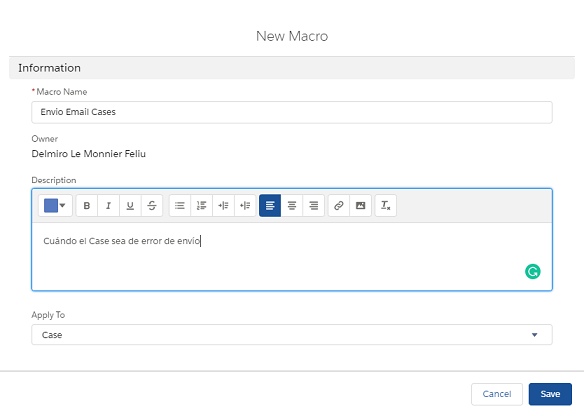 New Macro
Information
* Macro Name
Envio Email Cases
Owner
Delmiro Le Monnier Feliu
Description
B I U S
Cuándo el Case sea de error de envío
Apply To
Case
Cancel Save